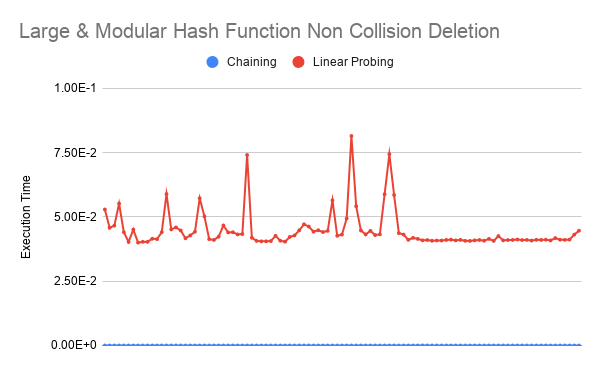 Large & Modular Hash Function Non Collision Deletion
Chaining
Linear Probing
1.00E-1
7.50E-2
5.00E-2
2.50E-2
0.00E+0
Execution Time